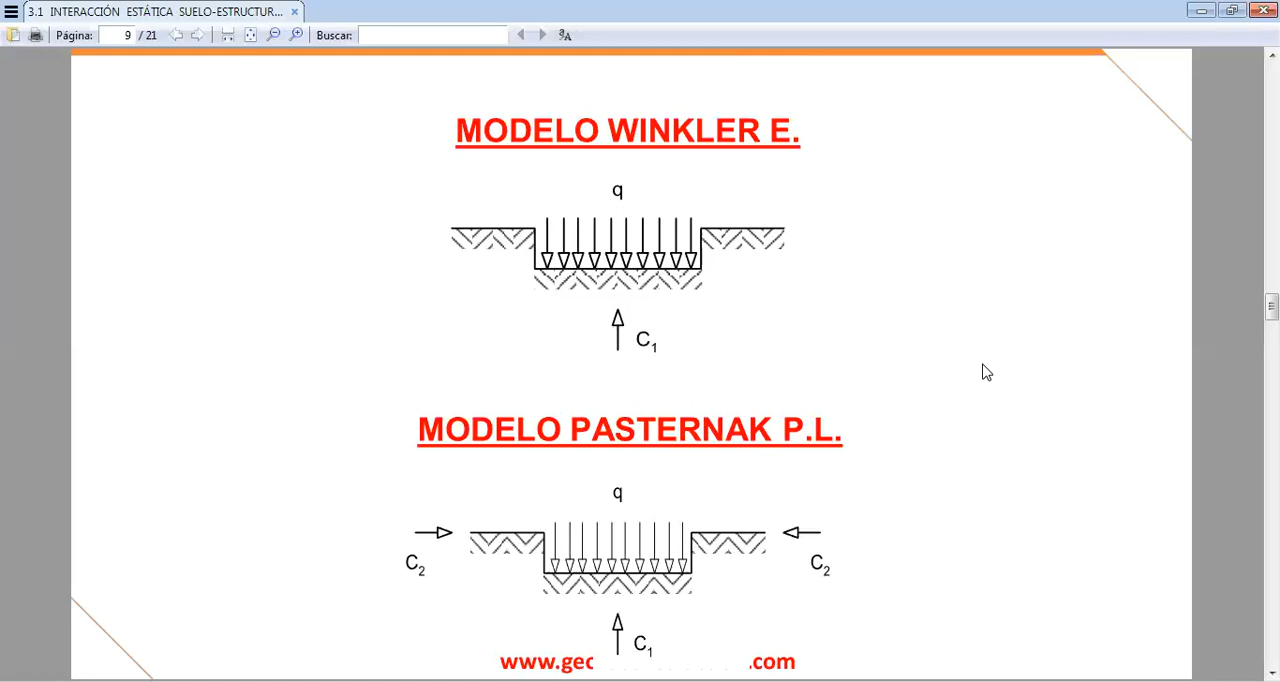 3.1 INTERACCIÓN ESTÁTICA SUELO-ESTRUCTUR...
Página: 9 / 21 Buscar:
MODELO WINKLER E.
q
C1
MODELO PASTERNAK P.L.
q
C2 C2
C1
www.geo .com